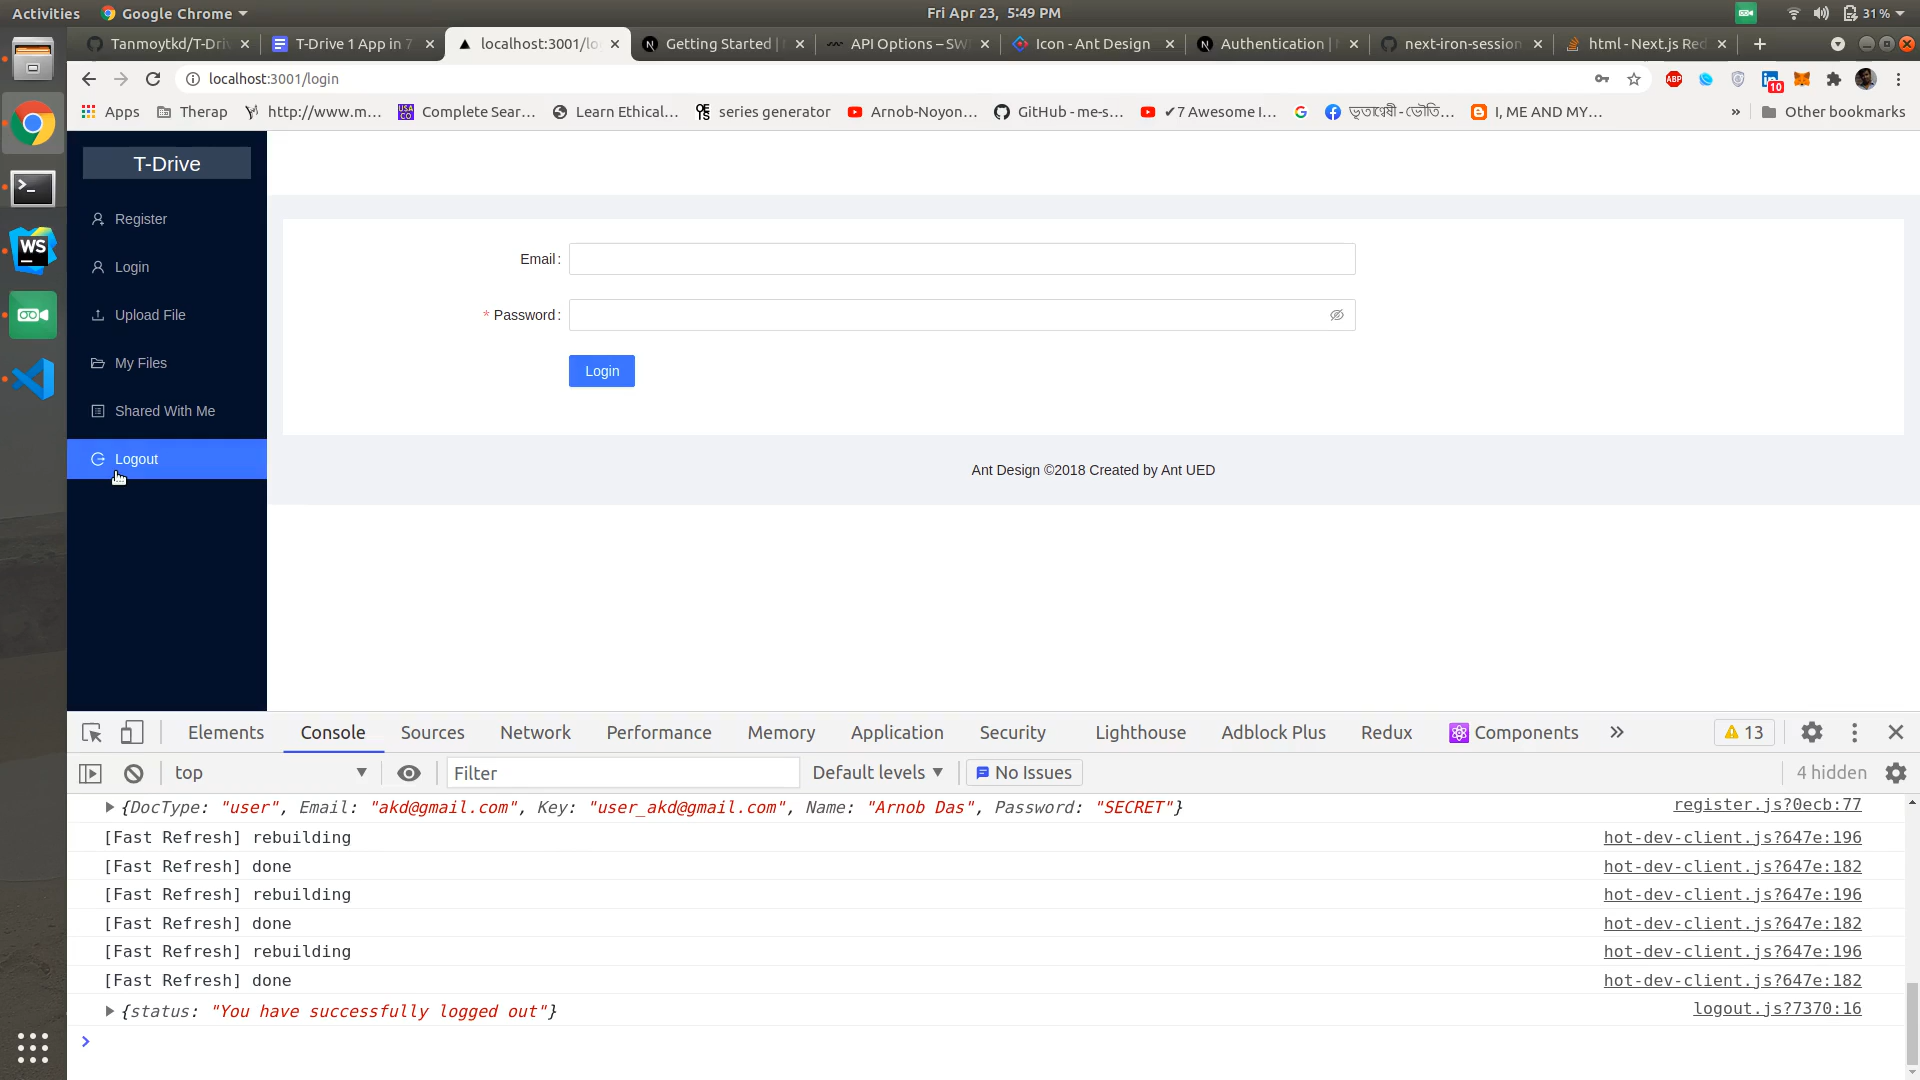 Activities Google Chrome Fri Apr 23, 5:49 PM 31 %
Tanmoytkd/T-Dri T-Drive 1 App in 7 localhost:3001/lo Getting Started | API Options – SW Icon - Ant Design Authentication | next-iron-session html - Next.js Red
localhost:3001/login 10
Apps Therap http://www.m... Complete Sear... Learn Ethical... series generator Arnob-Noyon... GitHub - me-s... ✔7 Awesome I... I, ME AND MY... » Other bookmarks
T-Drive
Register
Login
Upload File
My Files
Shared With Me
Logout
Email :
* Password :
Login
Ant Design ©2018 Created by Ant UED
Elements Console Sources Network Performance Memory Application Security Lighthouse Adblock Plus Redux Components » 13
top Filter Default levels No Issues 4 hidden
{DocType: "user", Email: "akd@gmail.com", Key: "user_akd@gmail.com", Name: "Arnob Das", Password: "SECRET"} register.js?0ecb:77
[Fast Refresh] rebuilding hot-dev-client.js?647e:196
[Fast Refresh] done hot-dev-client.js?647e:182
[Fast Refresh] rebuilding hot-dev-client.js?647e:196
[Fast Refresh] done hot-dev-client.js?647e:182
[Fast Refresh] rebuilding hot-dev-client.js?647e:196
[Fast Refresh] done hot-dev-client.js?647e:182
{status: "You have successfully logged out"} logout.js?7370:16